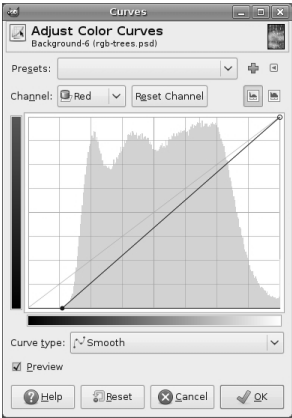 Curves
Adjust Color Curves
Background-6 (rgb-trees.psd)
Presets:
Channel: Red Reset Channel
Curve type: Smooth
Preview
Help Reset Cancel OK